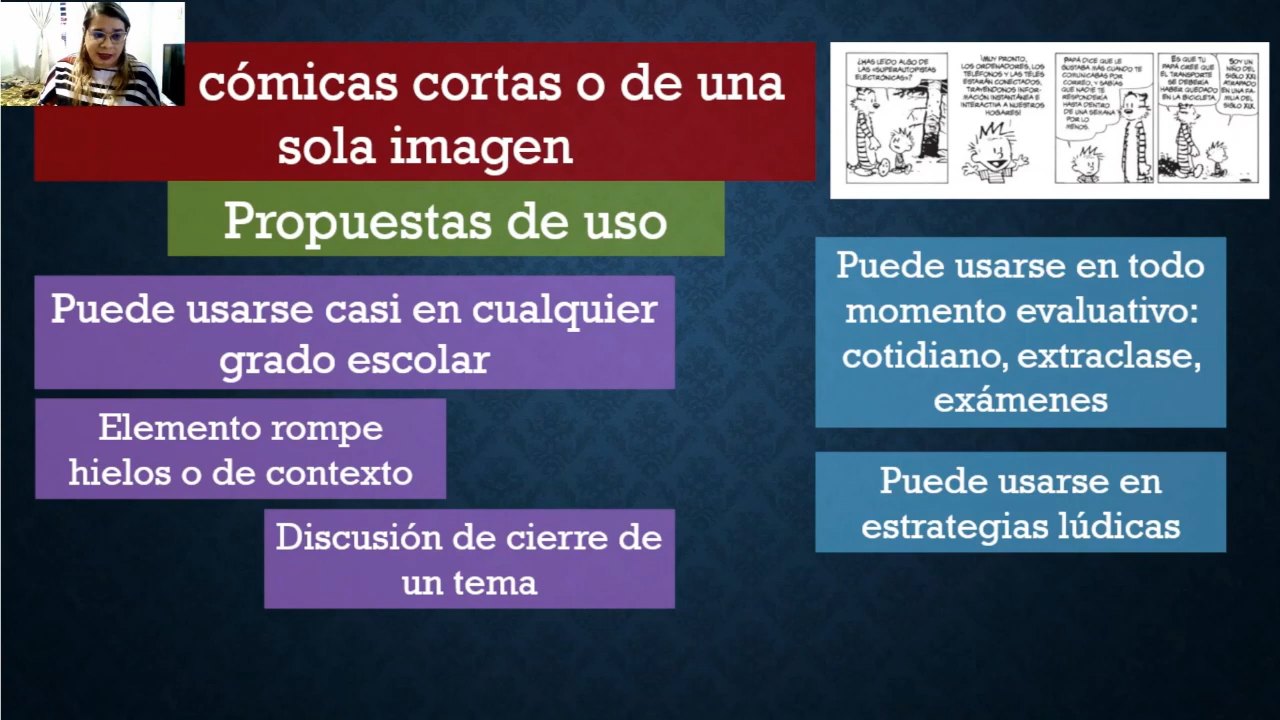 cómicas cortas o de una
sola imagen
Propuestas de uso
Puede usarse casi en cualquier
grado escolar
Elemento rompe
hielos o de contexto
Discusión de cierre de
un tema
¿HAS LEÍDO ALGO DE
LAS «SUPERAUTOPISTAS
ELECTRÓNICAS»?
¡MUY PRONTO,
LOS ORDENADORES, LOS
TELÉFONOS Y LAS TELES
ESTARÁN CONECTADOS,
TRAYÉNDONOS INFOR-
MACIÓN INSTANTÁNEA E
INTERACTIVA A NUESTROS
HOGARES!
PAPÁ DICE QUE LE
GUSTABA MÁS CUANDO TE
COMUNICABAS POR
CORREO, Y SABÍAS
QUE NADIE TE
RESPONDERÍA
HASTA DENTRO
DE UNA SEMANA
POR LO
MENOS.
ES QUE TU
PAPÁ CREE QUE
EL TRANSPORTE
SE DEBERÍA
HABER QUEDADO
EN LA BICICLETA
SOY UN
NIÑO DEL
SIGLO XXI
ATRAPADO
EN UNA FA-
MILIA DEL
SIGLO XIX.
Puede usarse en todo
momento evaluativo:
cotidiano, extraclase,
exámenes
Puede usarse en
estrategias lúdicas